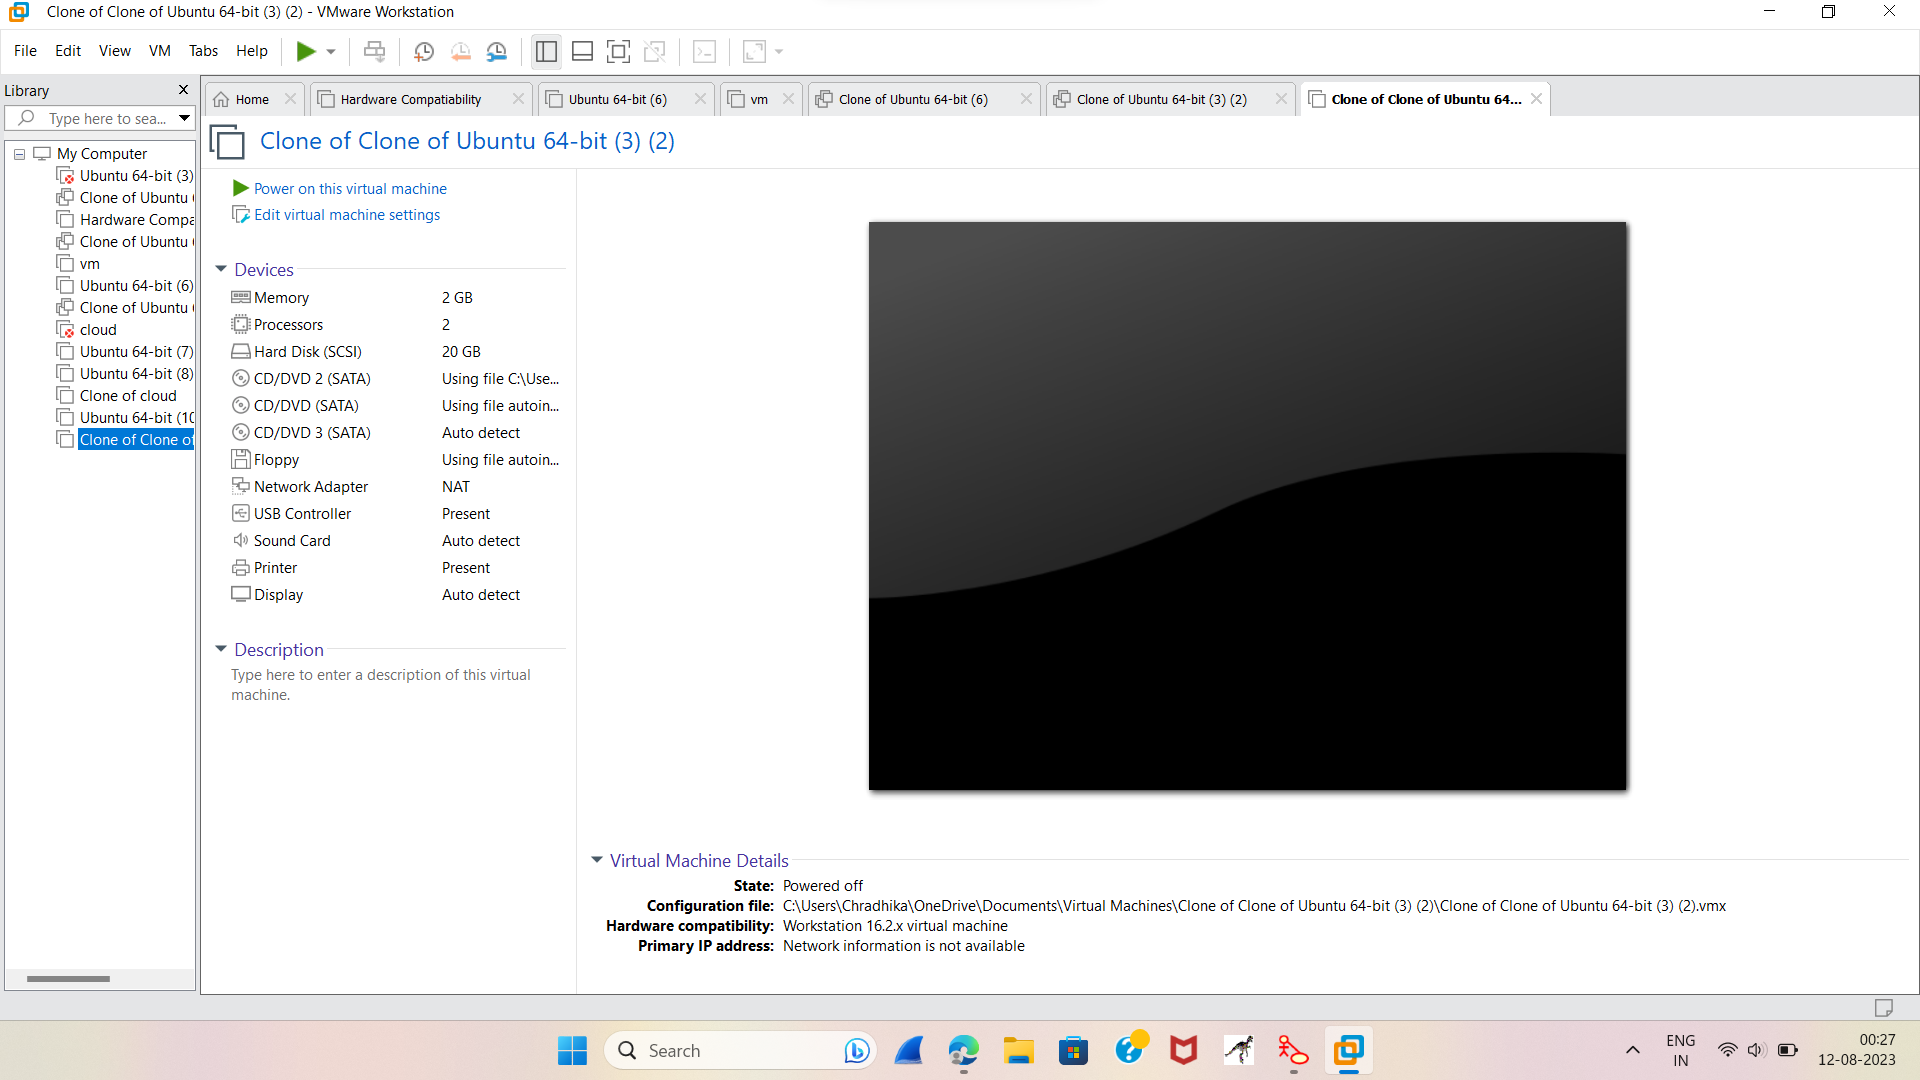 Clone of Clone of Ubuntu 64-bit (3) (2) - VMware Workstation
File Edit View VM Tabs Help
Library
Type here to sea...
Home
Hardware Compatiability
Ubuntu 64-bit (6)
vm
Clone of Ubuntu 64-bit (6)
Clone of Ubuntu 64-bit (3) (2)
Clone of Clone of Ubuntu 64...
My Computer
Ubuntu 64-bit (3)
Clone of Ubuntu
Hardware Compa
Clone of Ubuntu
vm
Ubuntu 64-bit (6)
Clone of Ubuntu
cloud
Ubuntu 64-bit (7)
Ubuntu 64-bit (8)
Clone of cloud
Ubuntu 64-bit (10
Clone of Clone of
Clone of Clone of Ubuntu 64-bit (3) (2)
Power on this virtual machine
Edit virtual machine settings
Devices
Memory 2 GB
Processors 2
Hard Disk (SCSI) 20 GB
CD/DVD 2 (SATA) Using file C:\Use...
CD/DVD (SATA) Using file autoin...
CD/DVD 3 (SATA) Auto detect
Floppy Using file autoin...
Network Adapter NAT
USB Controller Present
Sound Card Auto detect
Printer Present
Display Auto detect
Description
Type here to enter a description of this virtual
machine.
Virtual Machine Details
State: Powered off
Configuration file: C:\Users\Chradhika\OneDrive\Documents\Virtual Machines\Clone of Clone of Ubuntu 64-bit (3) (2)\Clone of Clone of Ubuntu 64-bit (3) (2).vmx
Hardware compatibility: Workstation 16.2.x virtual machine
Primary IP address: Network information is not available
Search
ENG
IN
00:27
12-08-2023